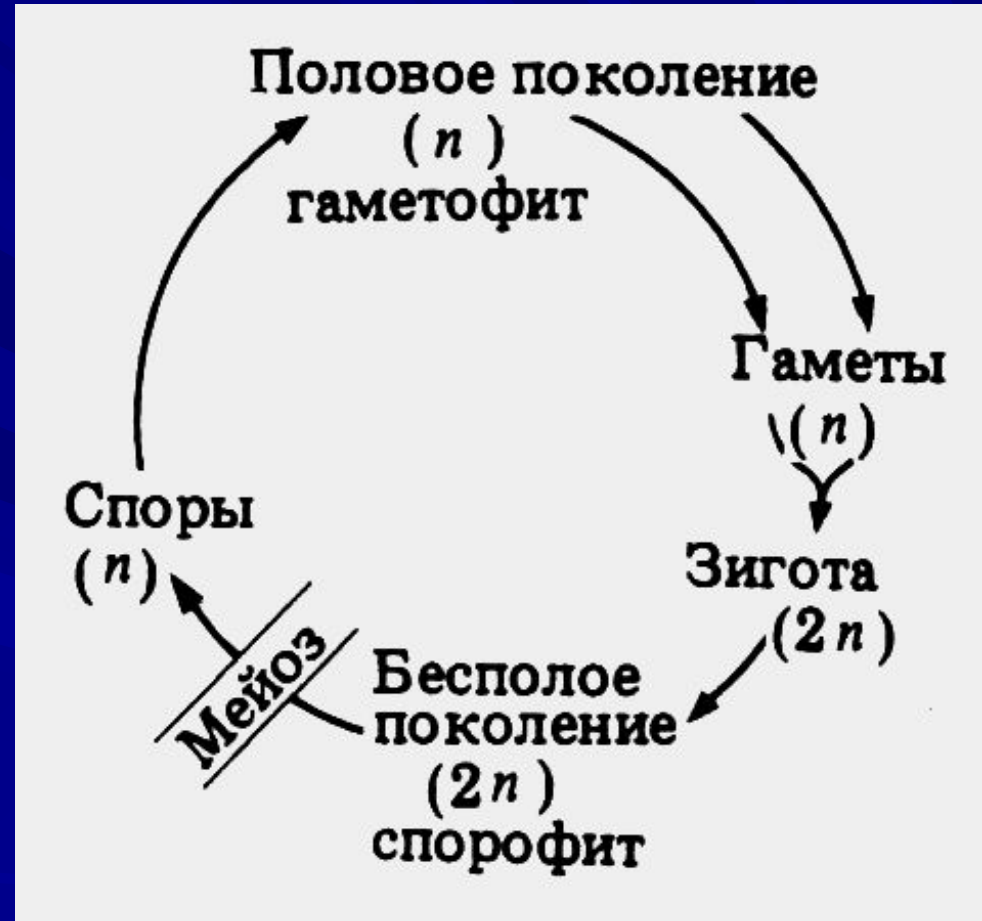 Половое поколение
(n)
гаметофит
Гаметы
(n)
Зигота
(2n)
Бесполое
поколение
(2n)
спорофит
Мейоз
Споры
(n)